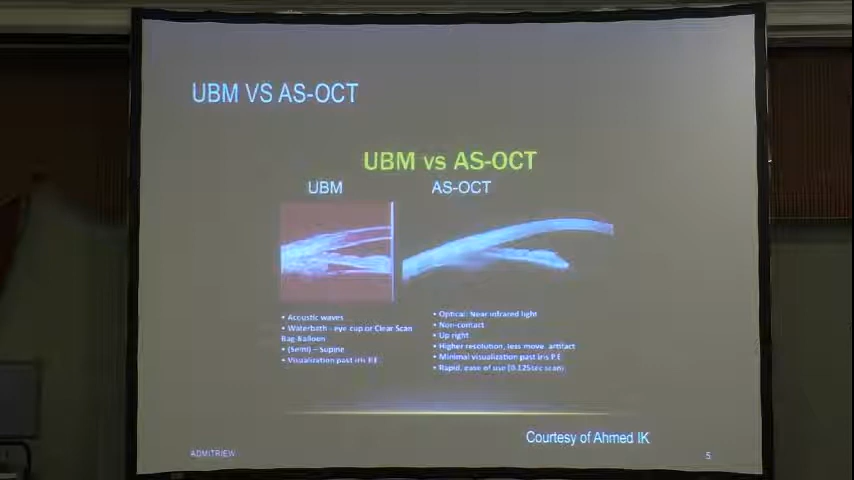 UBM VS AS-OCT
UBM vs AS-OCT
UBM
AS-OCT
• Acoustic waves
• Waterbath - eye cup or Clear Scan
Bag Balloon
• (Semi) – Supine
• Visualization past iris P.E
• Optical: Near infrared light
• Non-contact
• Up right
• Higher resolution, less move artifact
• Minimal visualization past iris P.E
• Rapid, ease of use (0.125sec scan)
Courtesy of Ahmed IK
ADMITRIEW
5